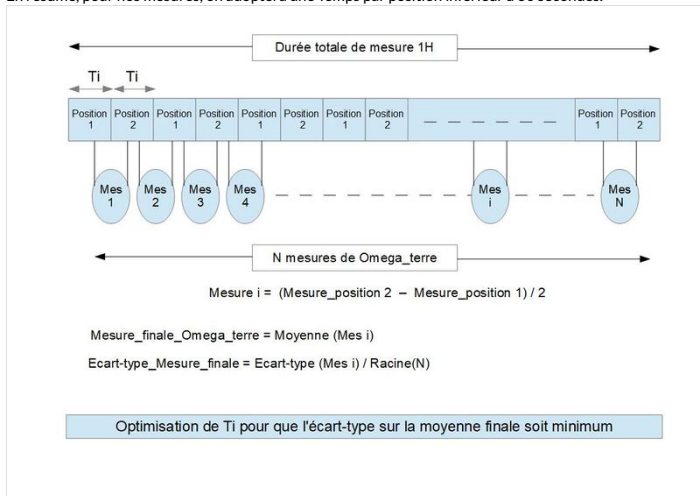 Durée totale de mesure 1H
Ti Ti
Position 1 Position 2 Position 1 Position 2 Position 1 Position 2 Position 1 Position 2 Position 1 Position 2
Mes 1 Mes 2 Mes 3 Mes 4 Mes i Mes N
N mesures de Omega_terre
Mesure i = (Mesure_position 2 – Mesure_position 1) / 2
Mesure_finale_Omega_terre = Moyenne (Mes i)
Ecart-type_Mesure_finale = Ecart-type (Mes i) / Racine(N)
Optimisation de Ti pour que l'écart-type sur la moyenne finale soit minimum